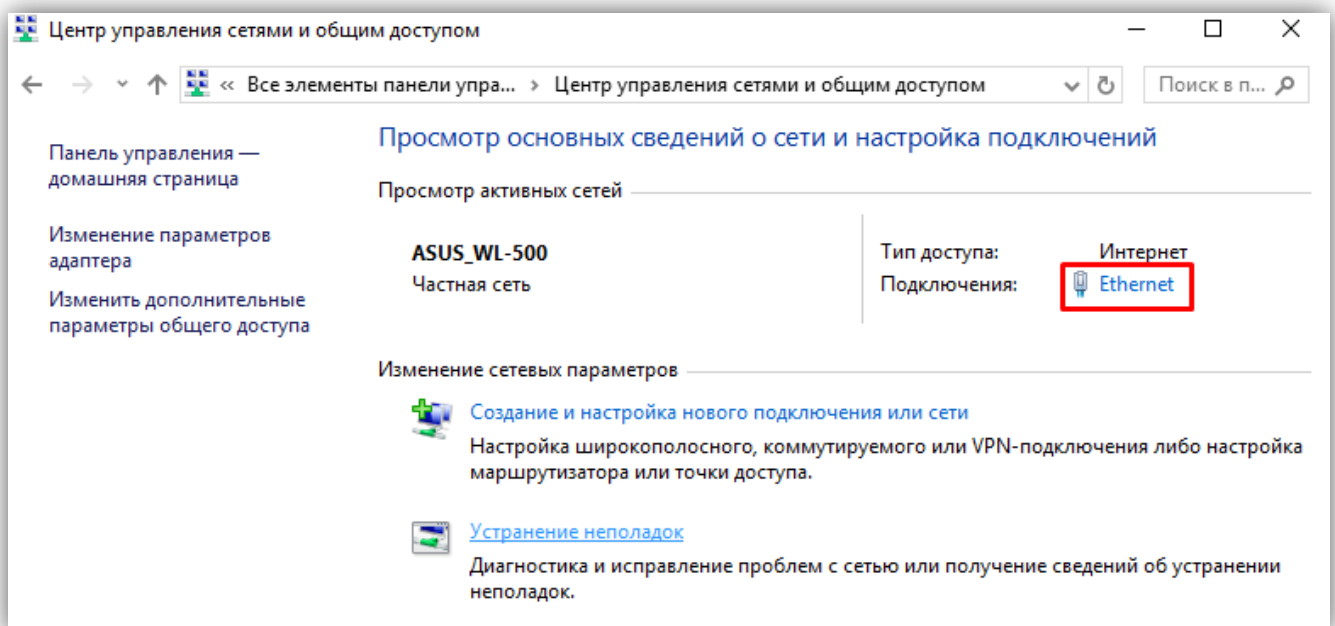 Центр управления сетями и общим доступом
« Все элементы панели упра... › Центр управления сетями и общим доступом
Поиск в п...
Панель управления —
домашняя страница
Изменение параметров
адаптера
Изменить дополнительные
параметры общего доступа
Просмотр основных сведений о сети и настройка подключений
Просмотр активных сетей
ASUS_WL-500
Частная сеть
Тип доступа: Интернет
Подключения: Ethernet
Изменение сетевых параметров
Создание и настройка нового подключения или сети
Настройка широкополосного, коммутируемого или VPN-подключения либо настройка
маршрутизатора или точки доступа.
Устранение неполадок
Диагностика и исправление проблем с сетью или получение сведений об устранении
неполадок.